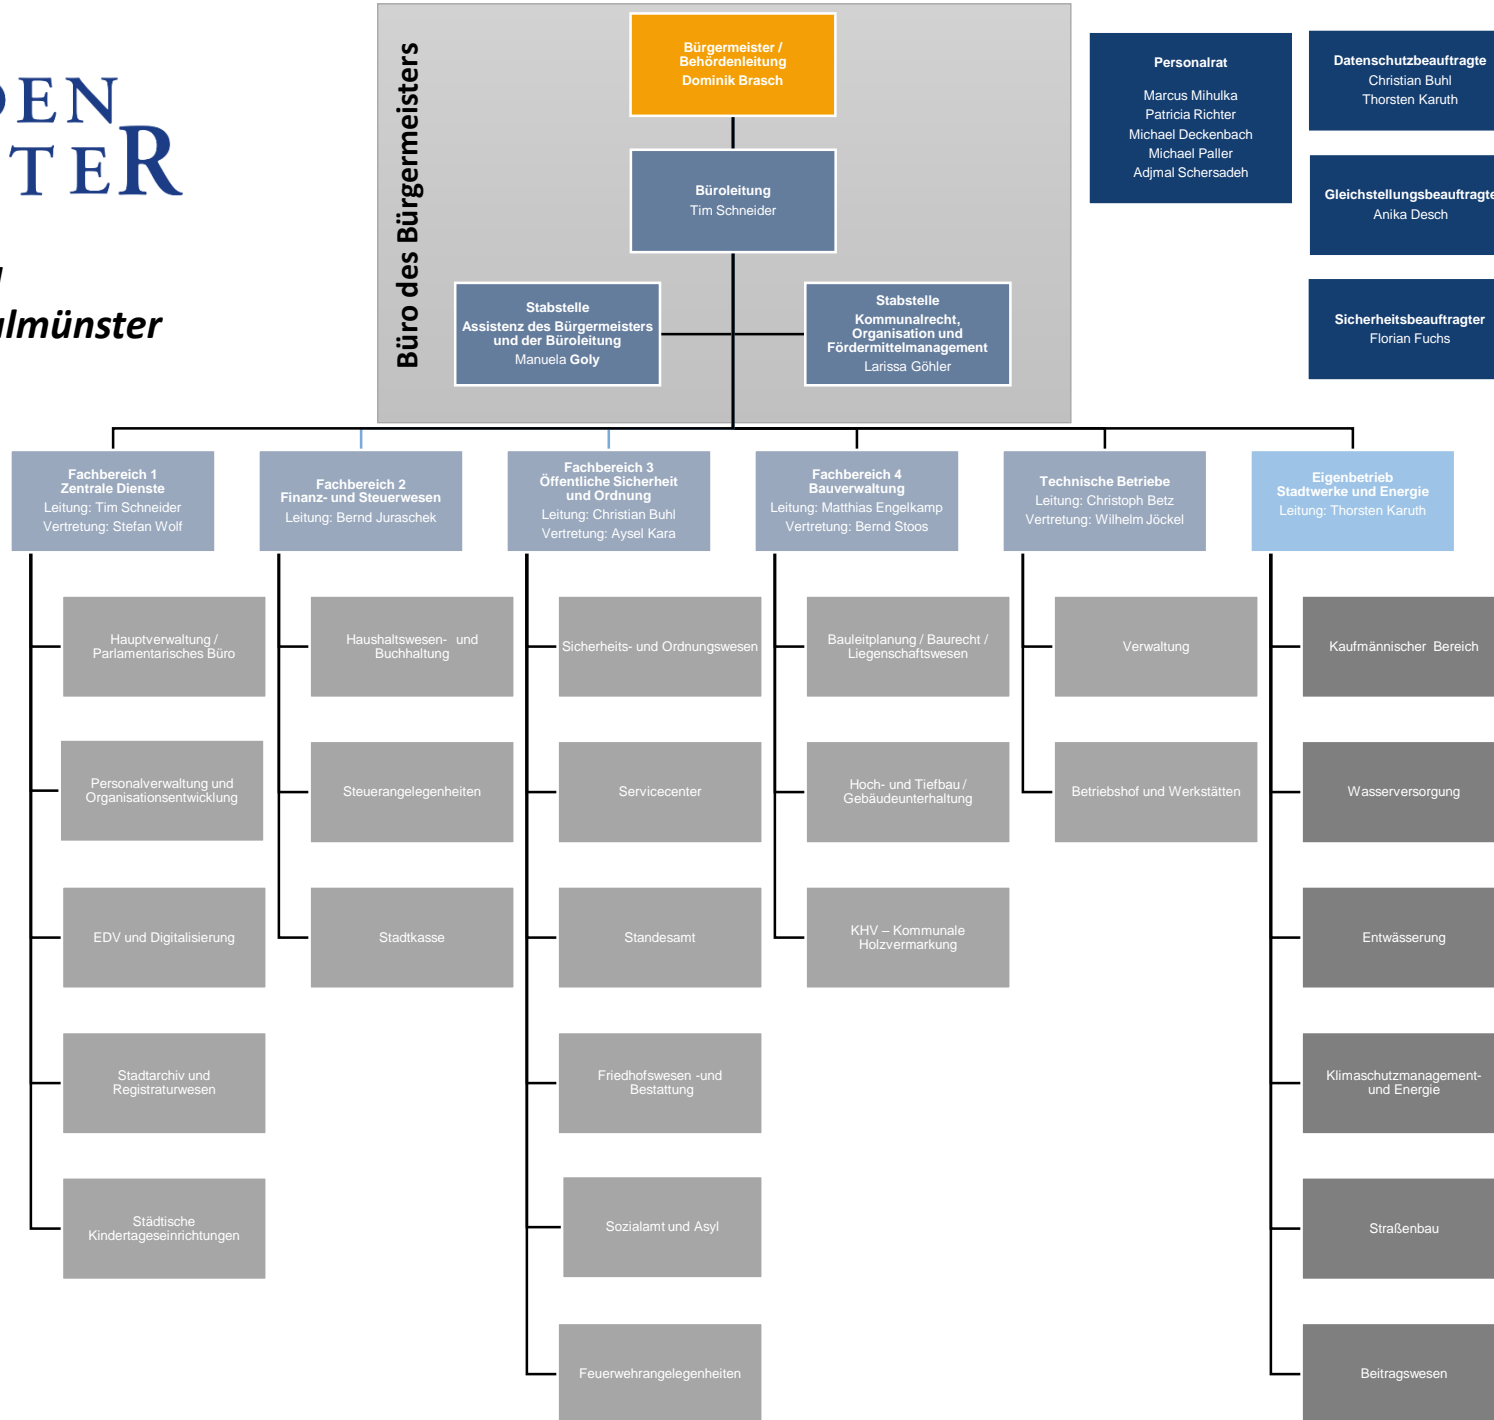 DEN
TER
lmünster
Büro des Bürgermeisters
Bürgermeister /
Behördenleitung
Dominik Brasch
Büroleitung
Tim Schneider
Stabstelle
Assistenz des Bürgermeisters
und der Büroleitung
Manuela Goly
Stabstelle
Kommunalrecht,
Organisation und
Fördermittelmanagement
Larissa Göhler
Personalrat
Marcus Mihulka
Patricia Richter
Michael Deckenbach
Michael Paller
Adjmal Schersadeh
Datenschutzbeauftragte
Christian Buhl
Thorsten Karuth
Gleichstellungsbeauftragte
Anika Desch
Sicherheitsbeauftragter
Florian Fuchs
Fachbereich 1
Zentrale Dienste
Leitung: Tim Schneider
Vertretung: Stefan Wolf
Hauptverwaltung /
Parlamentarisches Büro
Personalverwaltung und
Organisationsentwicklung
EDV und Digitalisierung
Stadtarchiv und
Registraturwesen
Städtische
Kindertageseinrichtungen
Fachbereich 2
Finanz- und Steuerwesen
Leitung: Bernd Juraschek
Haushaltswesen- und
Buchhaltung
Steuerangelegenheiten
Stadtkasse
Fachbereich 3
Öffentliche Sicherheit
und Ordnung
Leitung: Christian Buhl
Vertretung: Aysel Kara
Sicherheits- und Ordnungswesen
Servicecenter
Standesamt
Friedhofswesen -und
Bestattung
Sozialamt und Asyl
Feuerwehrangelegenheiten
Fachbereich 4
Bauverwaltung
Leitung: Matthias Engelkamp
Vertretung: Bernd Stoos
Bauleitplanung / Baurecht /
Liegenschaftswesen
Hoch- und Tiefbau /
Gebäudeunterhaltung
KHV – Kommunale
Holzvermarkung
Technische Betriebe
Leitung: Christoph Betz
Vertretung: Wilhelm Jöckel
Verwaltung
Betriebshof und Werkstätten
Eigenbetrieb
Stadtwerke und Energie
Leitung: Thorsten Karuth
Kaufmännischer Bereich
Wasserversorgung
Entwässerung
Klimaschutzmanagement-
und Energie
Straßenbau
Beitragswesen